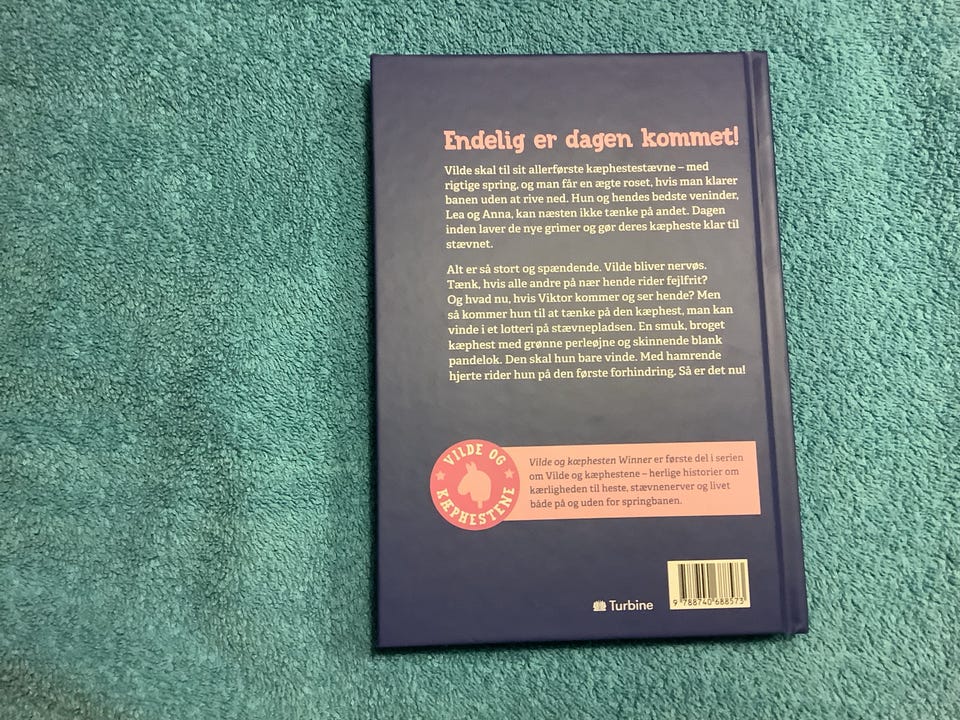 Endelig er dagen kommet!
Vilde skal til sit allerførste kæphestestævne – med
rigtige spring, og man får en ægte roset, hvis man klarer
banen uden at rive ned. Hun og hendes bedste veninder,
Lea og Anna, kan næsten ikke tænke på andet. Dagen
inden laver de nye grimer og gør deres kæpheste klar til
stævnet.
Alt er så stort og spændende. Vilde bliver nervøs.
Tænk, hvis alle andre på nær hende rider fejlfrit?
Og hvad nu, hvis Viktor kommer og ser hende? Men
så kommer hun til at tænke på den kæphest, man kan
vinde i et lotteri på stævnepladsen. En smuk, broget
kæphest med grønne perleøjne og skinnende blank
pandelok. Den skal hun bare vinde. Med hamrende
hjerte rider hun på den første forhindring. Så er det nu!
VILDE OG
KÆPHESTENE
Vilde og kæphesten Winner er første del i serien
om Vilde og kæphestene – herlige historier om
kærligheden til heste, stævnenerver og livet
både på og uden for springbanen.
Turbine
9 788740 688573